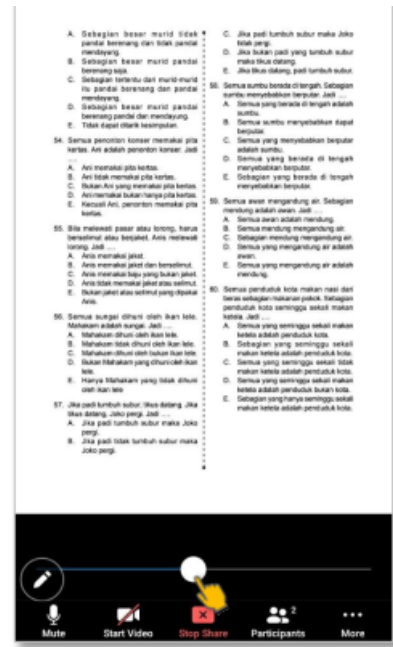 A. Sebagian besar murid tidak
pandai berenang dan tidak pandai
mendayang.
B. Sebagian besar murid pandai
berenang saja.
C. Sebagian tertentu dari murid-murid
itu pandai berenang dan pandai
mendayang.
D. Sebagian besar murid pandai
berenang pandai dan mendayung.
E. Tidak dapat ditarik kesimpulan.
54. Semua penonton konser memakai pita
kertas. Ani adalah penonton konser. Jadi
....
A. Ani memakai pita kertas.
B. Ani tidak memakai pita kertas.
C. Bukan Ani yang memakai pita kertas.
D. Ani memakai bukan hanya pita kertas.
E. Kecuali Ani, penonton memakai pita
kertas.
55. Bila melewati pasar atau lorong, harus
berselimut atau berjaket. Anis melewati
lorong. Jadi ....
A. Anis memakai jaket.
B. Anis memakai jaket dan berselimut.
C. Anis memakai baju yang bukan jaket.
D. Anis tidak memakai jaket atau selimut.
E. Bukan jaket atau selimut yang dipakai
Anis.
56. Semua sungai dihuni oleh ikan lele.
Mahakam adalah sungai. Jadi ....
A. Mahakam dihuni oleh ikan lele.
B. Mahakam tidak dihuni oleh ikan lele.
C. Mahakam dihuni oleh bukan ikan lele.
D. Bukan Mahakam yang dihuni oleh ikan
lele.
E. Hanya Mahakam yang tidak dihuni
oleh ikan lele
57. Jika padi tumbuh subur, tikus datang. Jika
tikus datang, Joko pergi. Jadi ....
A. Jika padi tumbuh subur maka Joko
pergi.
B. Jika padi tidak tumbuh subur maka
Joko pergi.
C. Jika padi tumbuh subur maka Joko
tidak pergi.
D. Jika bukan padi yang tumbuh subur
maka tikus datang.
E. Jika tikus datang, padi tumbuh subur.
58. Semua sumbu berada di tengah. Sebagian
sumbu menyebabkan berputar. Jadi ....
A. Semua yang berada di tengah adalah
sumbu.
B. Semua sumbu menyebabkan dapat
berputar.
C. Semua yang menyebabkan berputar
adalah sumbu.
D. Semua yang berada di tengah
menyebabkan berputar.
E. Sebagian yang berada di tengah
menyebabkan berputar.
59. Semua awan mengandung air. Sebagian
mendung adalah awan. Jadi ....
A. Semua awan adalah mendung.
B. Semua mendung mengandung air.
C. Sebagian mendung mengandung air.
D. Semua yang mengandung air adalah
awan.
E. Semua yang mengandung air adalah
mendung.
60. Semua penduduk kota makan nasi dari
beras sebagian makanan pokok. Sebagian
penduduk kota seminggu sekali makan
ketela. Jadi ....
A. Semua yang seminggu sekali makan
ketela adalah penduduk kota.
B. Sebagian yang seminggu sekali
makan ketela adalah penduduk kota.
C. Semua yang seminggu sekali tidak
makan ketela adalah penduduk kota.
D. Semua yang seminggu sekali makan
ketela adalah bukan penduduk kota.
E. Sebagian yang hanya seminggu sekali
makan ketela adalah penduduk kota.
2
Mute
Start Video
Stop Share
Participants
More